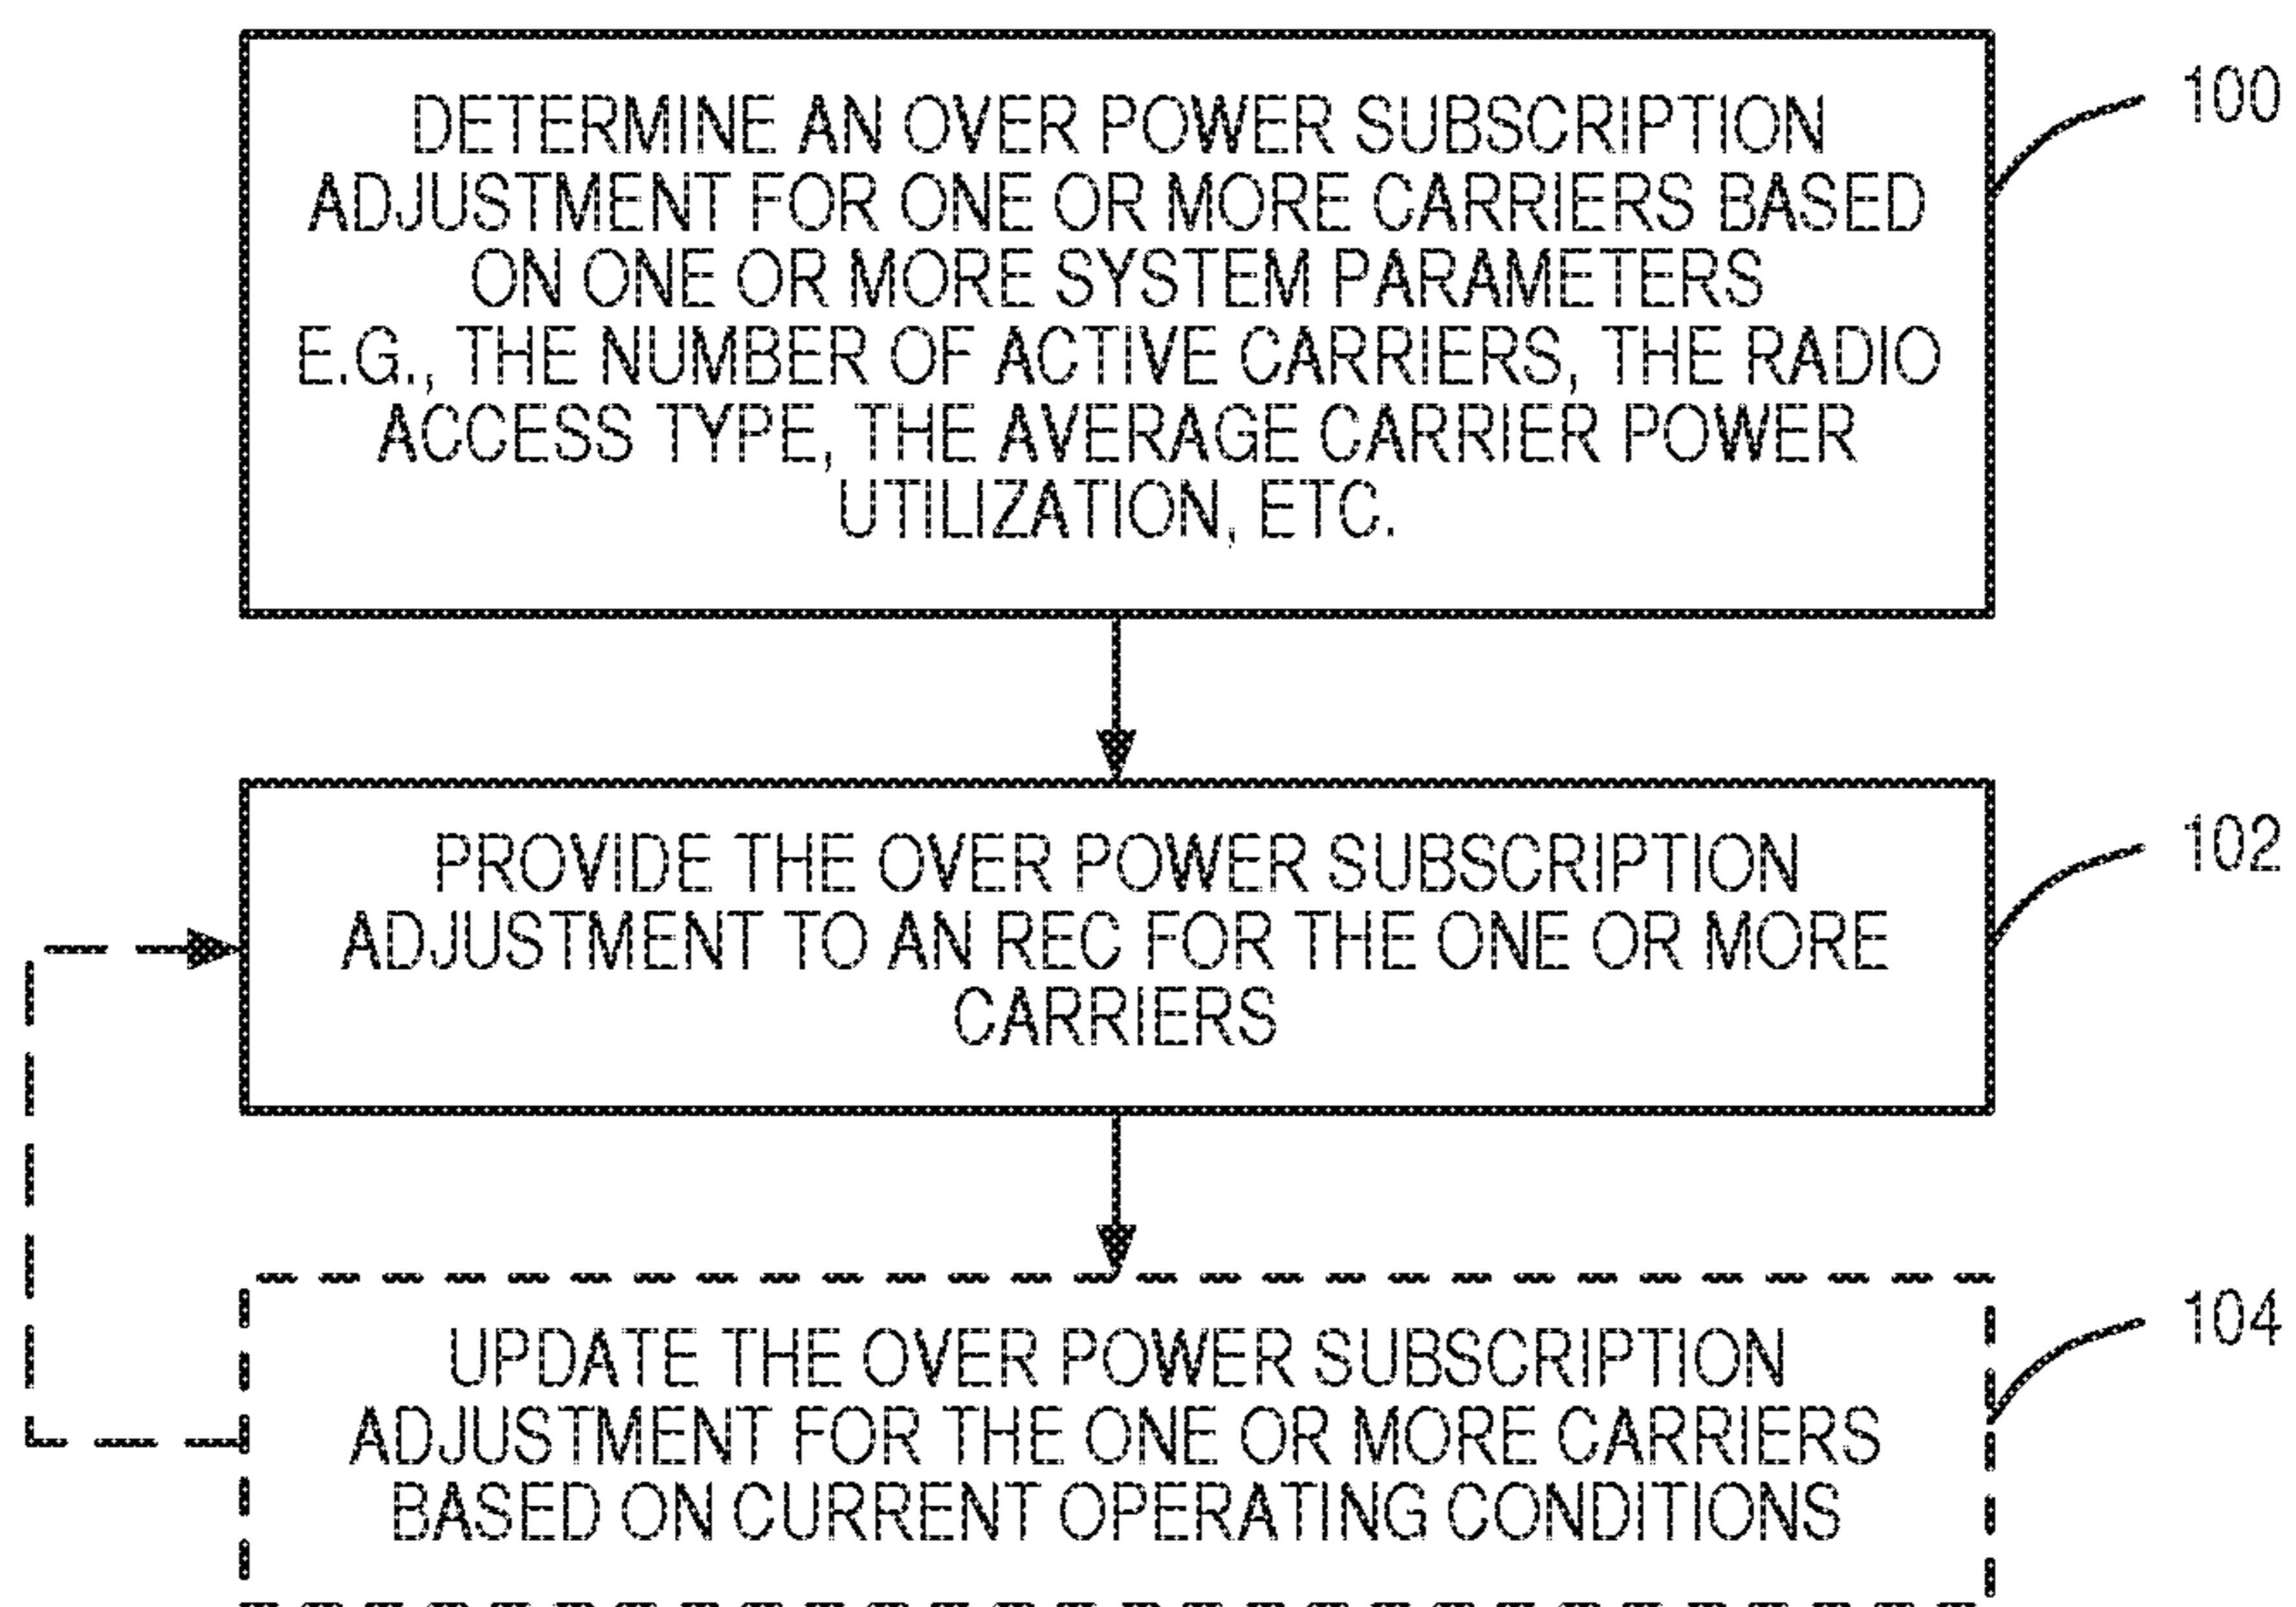 DETERMINE AN OVER POWER SUBSCRIPTION
ADJUSTMENT FOR ONE OR MORE CARRIERS BASED
ON ONE OR MORE SYSTEM PARAMETERS
E.G., THE NUMBER OF ACTIVE CARRIERS, THE RADIO
ACCESS TYPE, THE AVERAGE CARRIER POWER
UTILIZATION, ETC.
100
PROVIDE THE OVER POWER SUBSCRIPTION
ADJUSTMENT TO AN REC FOR THE ONE OR MORE
CARRIERS
102
UPDATE THE OVER POWER SUBSCRIPTION
ADJUSTMENT FOR THE ONE OR MORE CARRIERS
BASED ON CURRENT OPERATING CONDITIONS
104